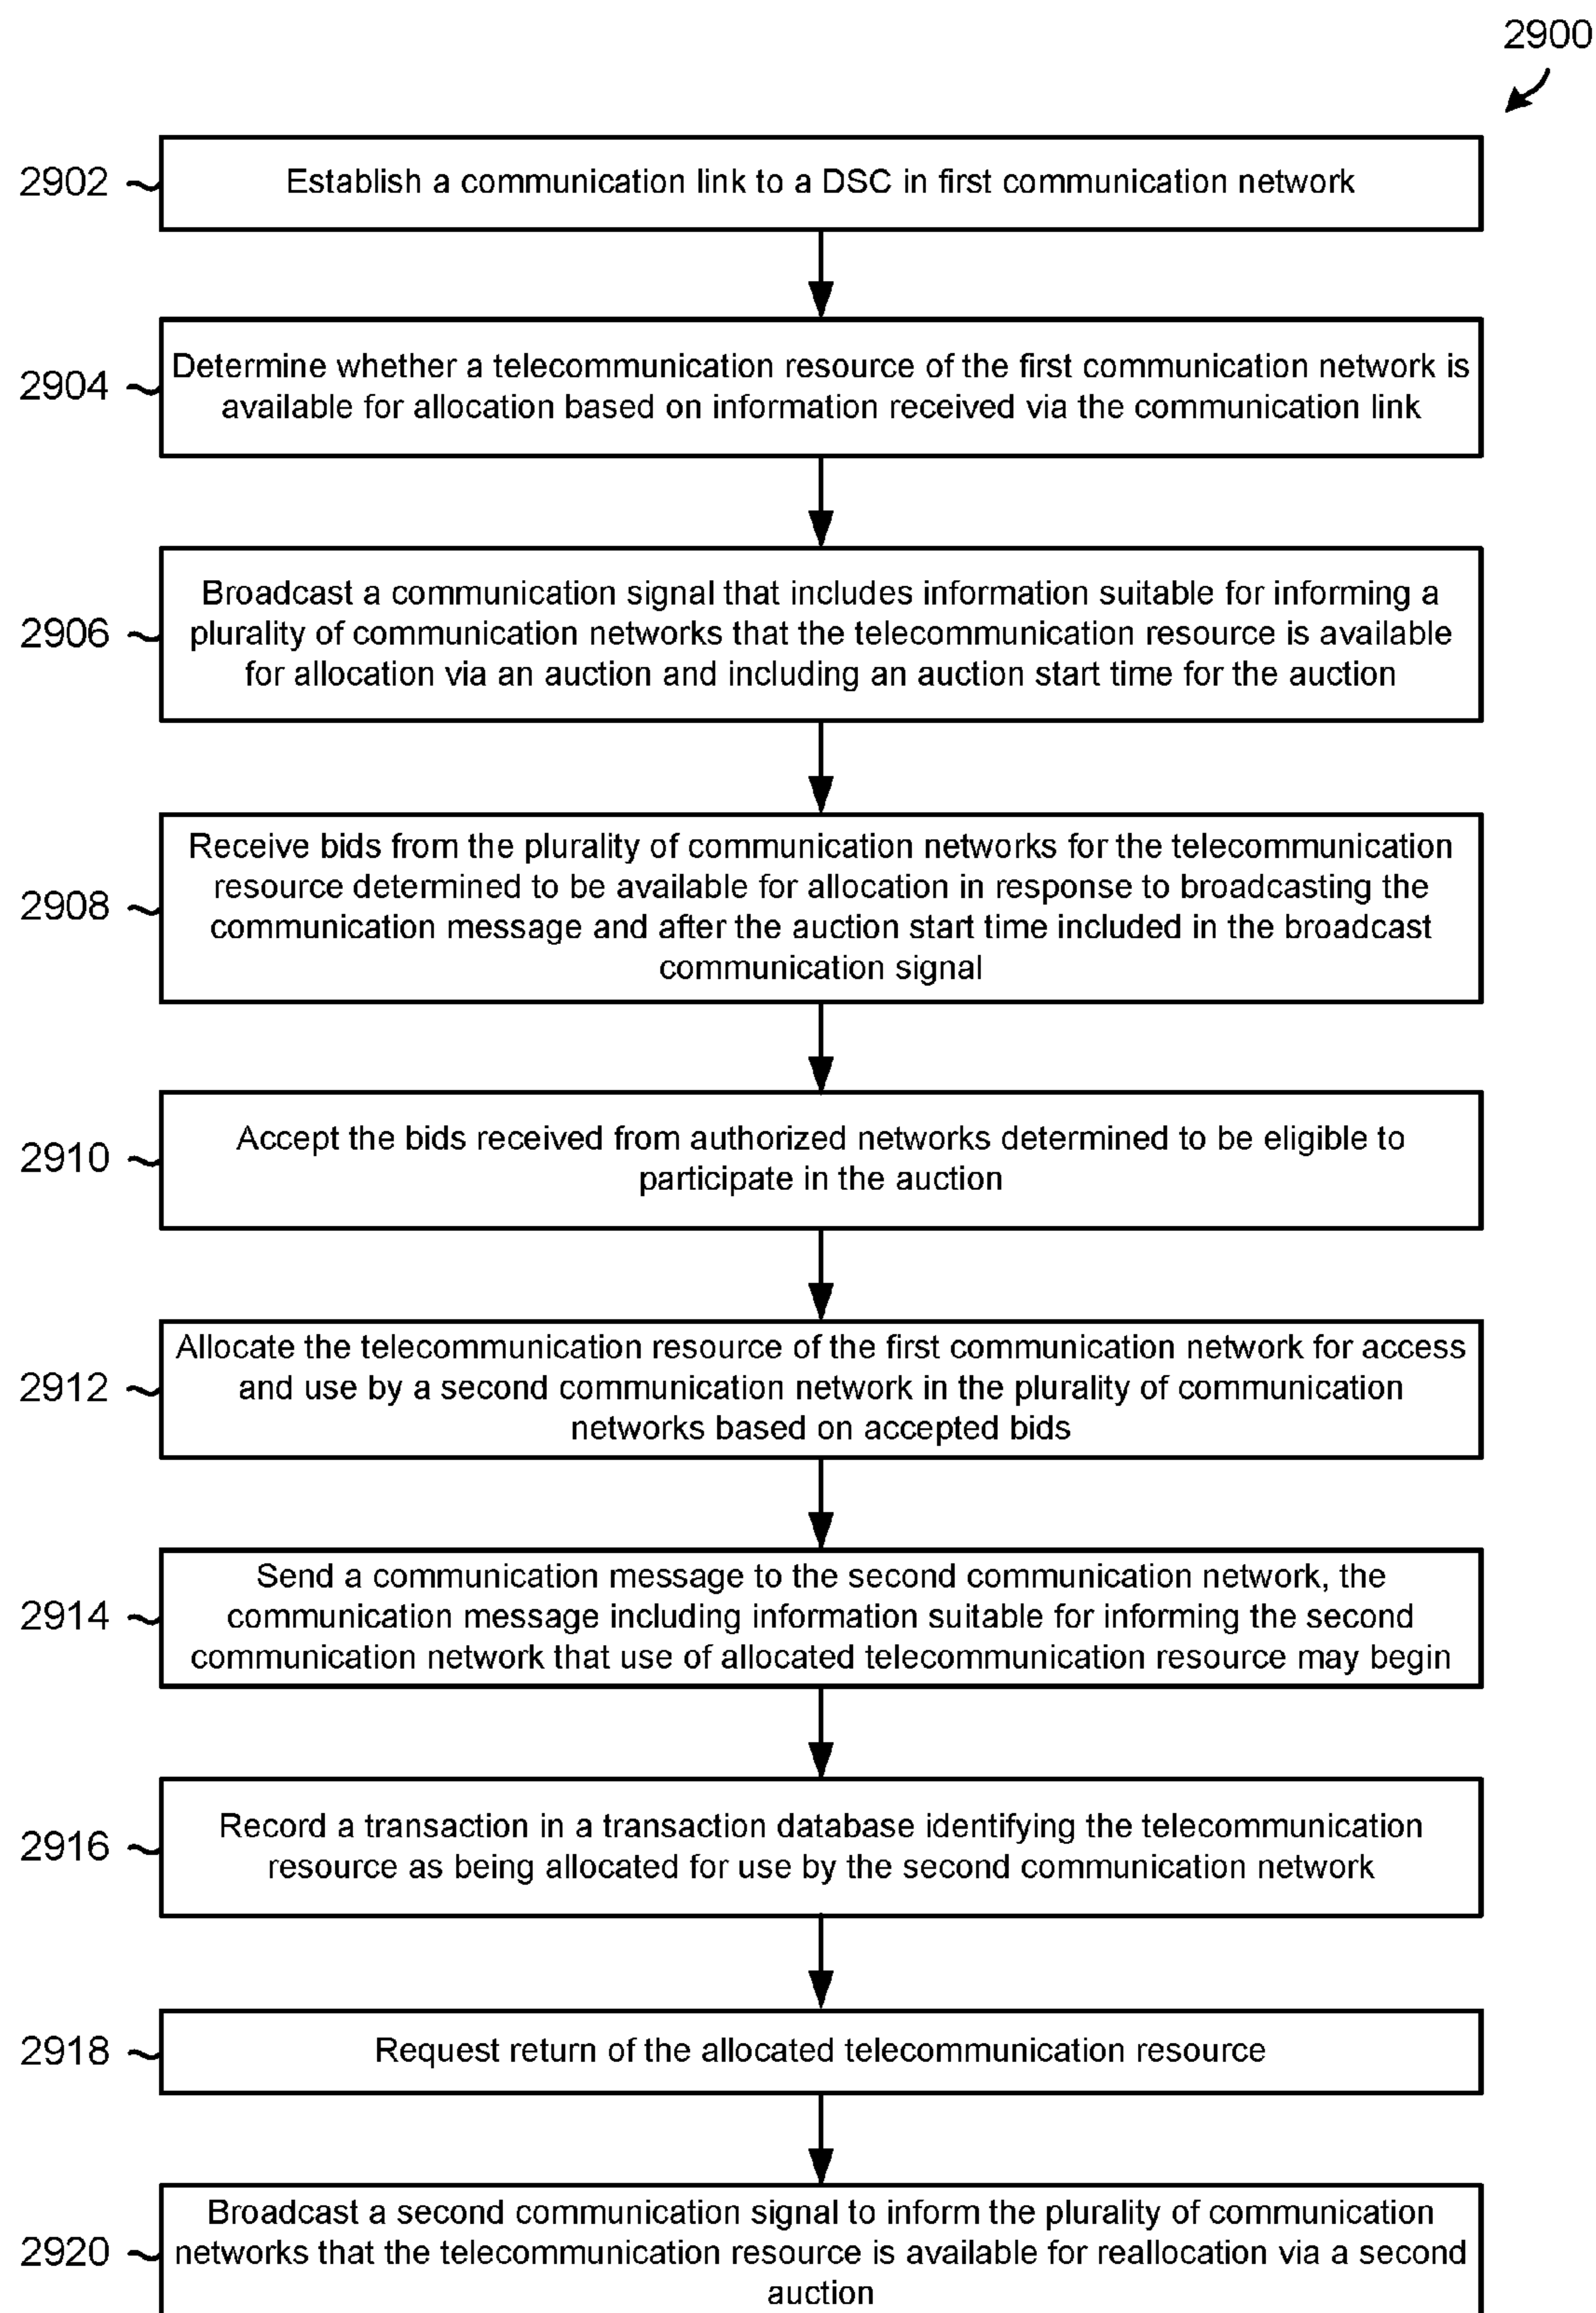 2900
2902
Establish a communication link to a DSC in first communication network
2904
Determine whether a telecommunication resource of the first communication network is
available for allocation based on information received via the communication link
2906
Broadcast a communication signal that includes information suitable for informing a
plurality of communication networks that the telecommunication resource is available
for allocation via an auction and including an auction start time for the auction
2908
Receive bids from the plurality of communication networks for the telecommunication
resource determined to be available for allocation in response to broadcasting the
communication message and after the auction start time included in the broadcast
communication signal
2910
Accept the bids received from authorized networks determined to be eligible to
participate in the auction
2912
Allocate the telecommunication resource of the first communication network for access
and use by a second communication network in the plurality of communication
networks based on accepted bids
2914
Send a communication message to the second communication network, the
communication message including information suitable for informing the second
communication network that use of allocated telecommunication resource may begin
2916
Record a transaction in a transaction database identifying the telecommunication
resource as being allocated for use by the second communication network
2918
Request return of the allocated telecommunication resource
2920
Broadcast a second communication signal to inform the plurality of communication
networks that the telecommunication resource is available for reallocation via a second
auction